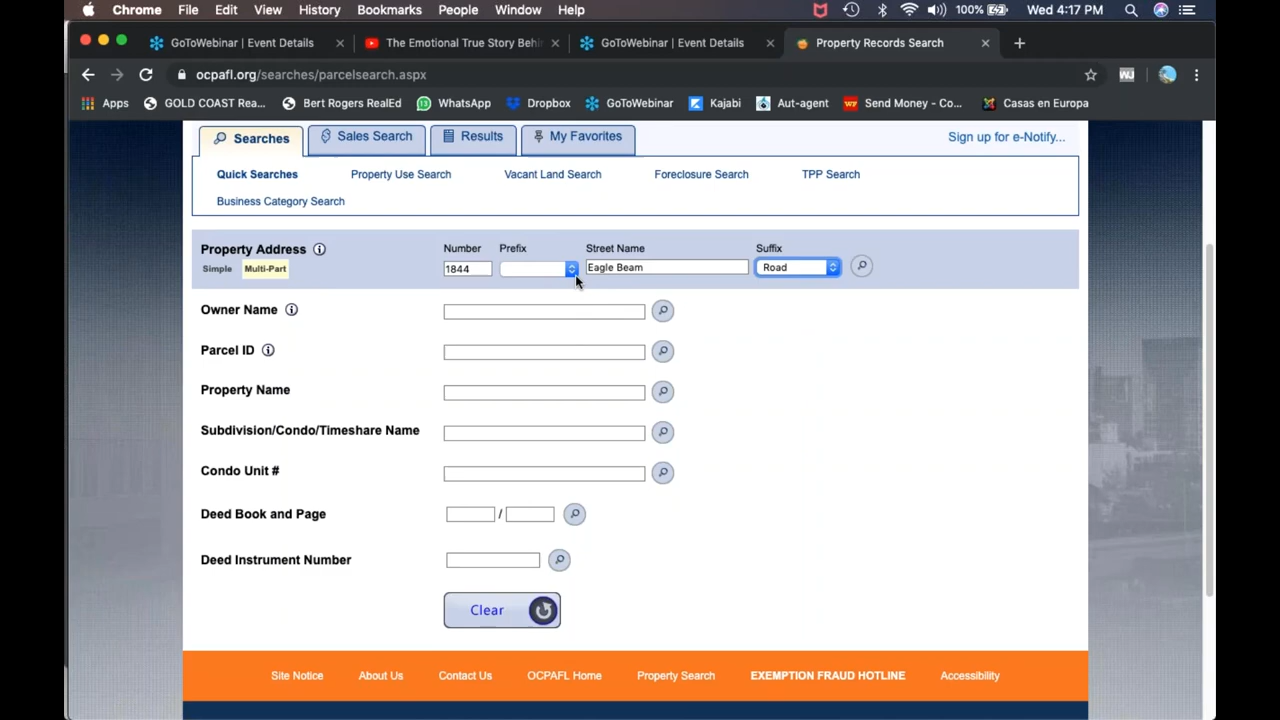 Chrome File Edit View History Bookmarks People Window Help 100% Wed 4:17 PM
GoToWebinar | Event Details The Emotional True Story Behi GoToWebinar | Event Details Property Records Search
ocpafl.org/searches/parcelsearch.aspx
Apps GOLD COAST Rea... Bert Rogers RealEd WhatsApp Dropbox GoToWebinar Kajabi Aut-agent Send Money - Co... Casas en Europa
Searches Sales Search Results My Favorites Sign up for e-Notify...
Quick Searches Property Use Search Vacant Land Search Foreclosure Search TPP Search
Business Category Search
Property Address Number Prefix Street Name Suffix
Simple Multi-Part 1844 Eagle Beam Road
Owner Name
Parcel ID
Property Name
Subdivision/Condo/Timeshare Name
Condo Unit #
Deed Book and Page /
Deed Instrument Number
Clear
Site Notice About Us Contact Us OCPAFL Home Property Search EXEMPTION FRAUD HOTLINE Accessibility